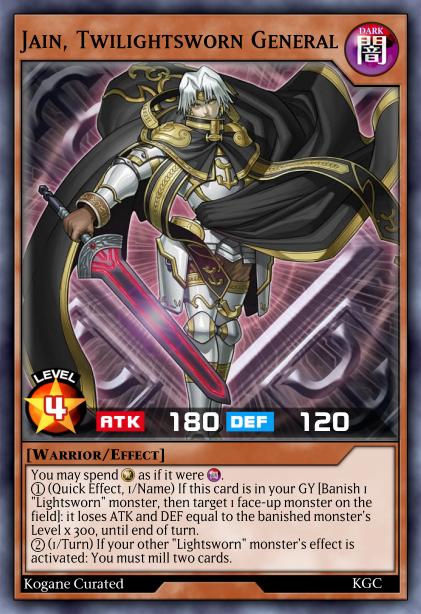 Jain, Twilightsworn General
DARK
闇
LEVEL
4
ATK 180 DEF 120
[Warrior/Effect]
You may spend as if it were .
① (Quick Effect, 1/Name) If this card is in your GY [Banish 1
"Lightsworn" monster, then target 1 face-up monster on the
field]: it loses ATK and DEF equal to the banished monster's
Level x 300, until end of turn.
② (1/Turn) If your other "Lightsworn" monster's effect is
activated: You must mill two cards.
Kogane Curated KGC